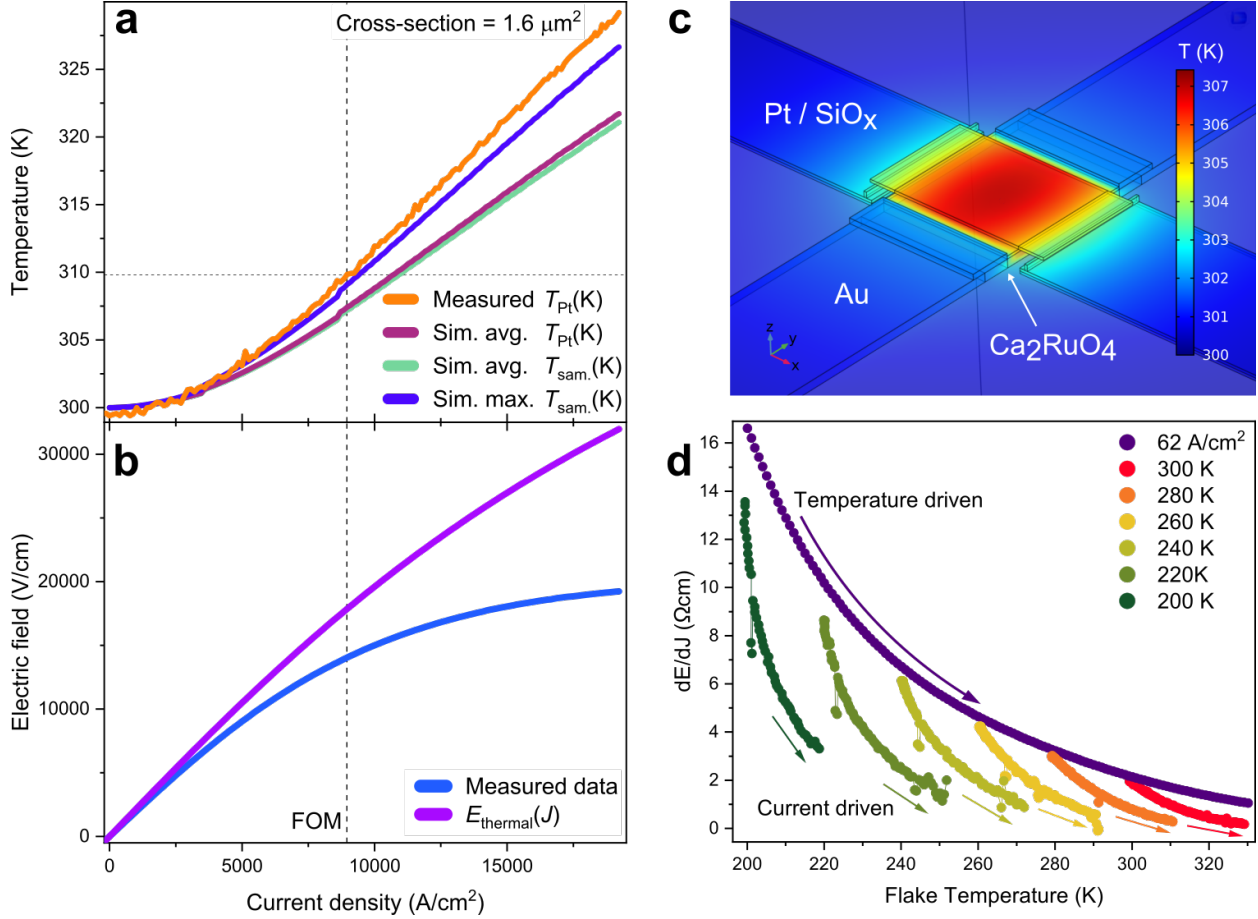 a
Cross-section = 1.6 μm²
325
320
315
310
305
300
Temperature (K)
Measured T_Pt(K)
Sim. avg. T_Pt(K)
Sim. avg. T_sam.(K)
Sim. max. T_sam.(K)
b
30000
20000
10000
0
Electric field (V/cm)
Measured data
E_thermal(J)
FOM
0 5000 10000 15000
Current density (A/cm²)
c
T (K)
307
306
305
304
303
302
301
300
Pt / SiOₓ
Au
Ca₂RuO₄
z
y
x
d
16
14
12
10
8
6
4
2
0
dE/dJ (Ωcm)
62 A/cm²
300 K
280 K
260 K
240 K
220K
200 K
Temperature driven
Current driven
200 220 240 260 280 300 320
Flake Temperature (K)